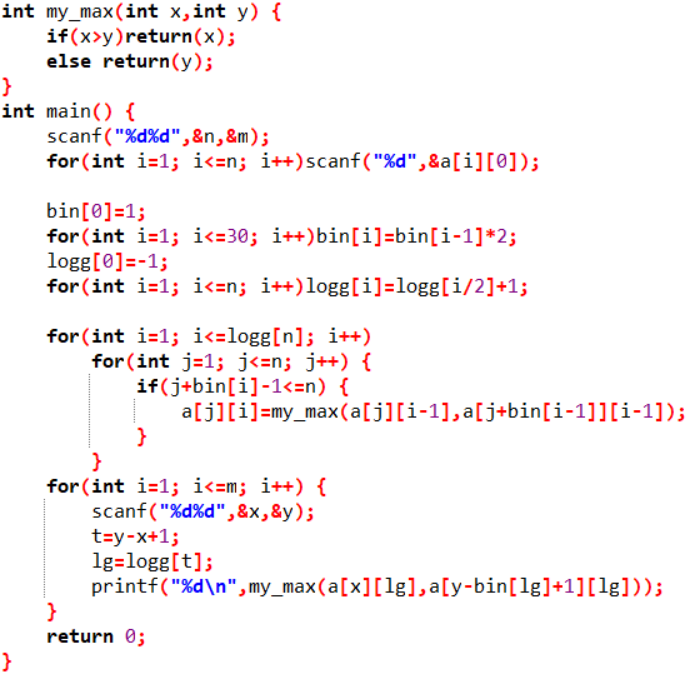 int my_max(int x,int y) {
    if(x>y)return(x);
    else return(y);
}
int main() {
    scanf("%d%d",&n,&m);
    for(int i=1; i<=n; i++)scanf("%d",&a[i][0]);

    bin[0]=1;
    for(int i=1; i<=30; i++)bin[i]=bin[i-1]*2;
    logg[0]=-1;
    for(int i=1; i<=n; i++)logg[i]=logg[i/2]+1;

    for(int i=1; i<=logg[n]; i++)
        for(int j=1; j<=n; j++) {
            if(j+bin[i]-1<=n) {
                a[j][i]=my_max(a[j][i-1],a[j+bin[i-1]][i-1]);
            }
        }
    for(int i=1; i<=m; i++) {
        scanf("%d%d",&x,&y);
        t=y-x+1;
        lg=logg[t];
        printf("%d\n",my_max(a[x][lg],a[y-bin[lg]+1][lg]));
    }
    return 0;
}